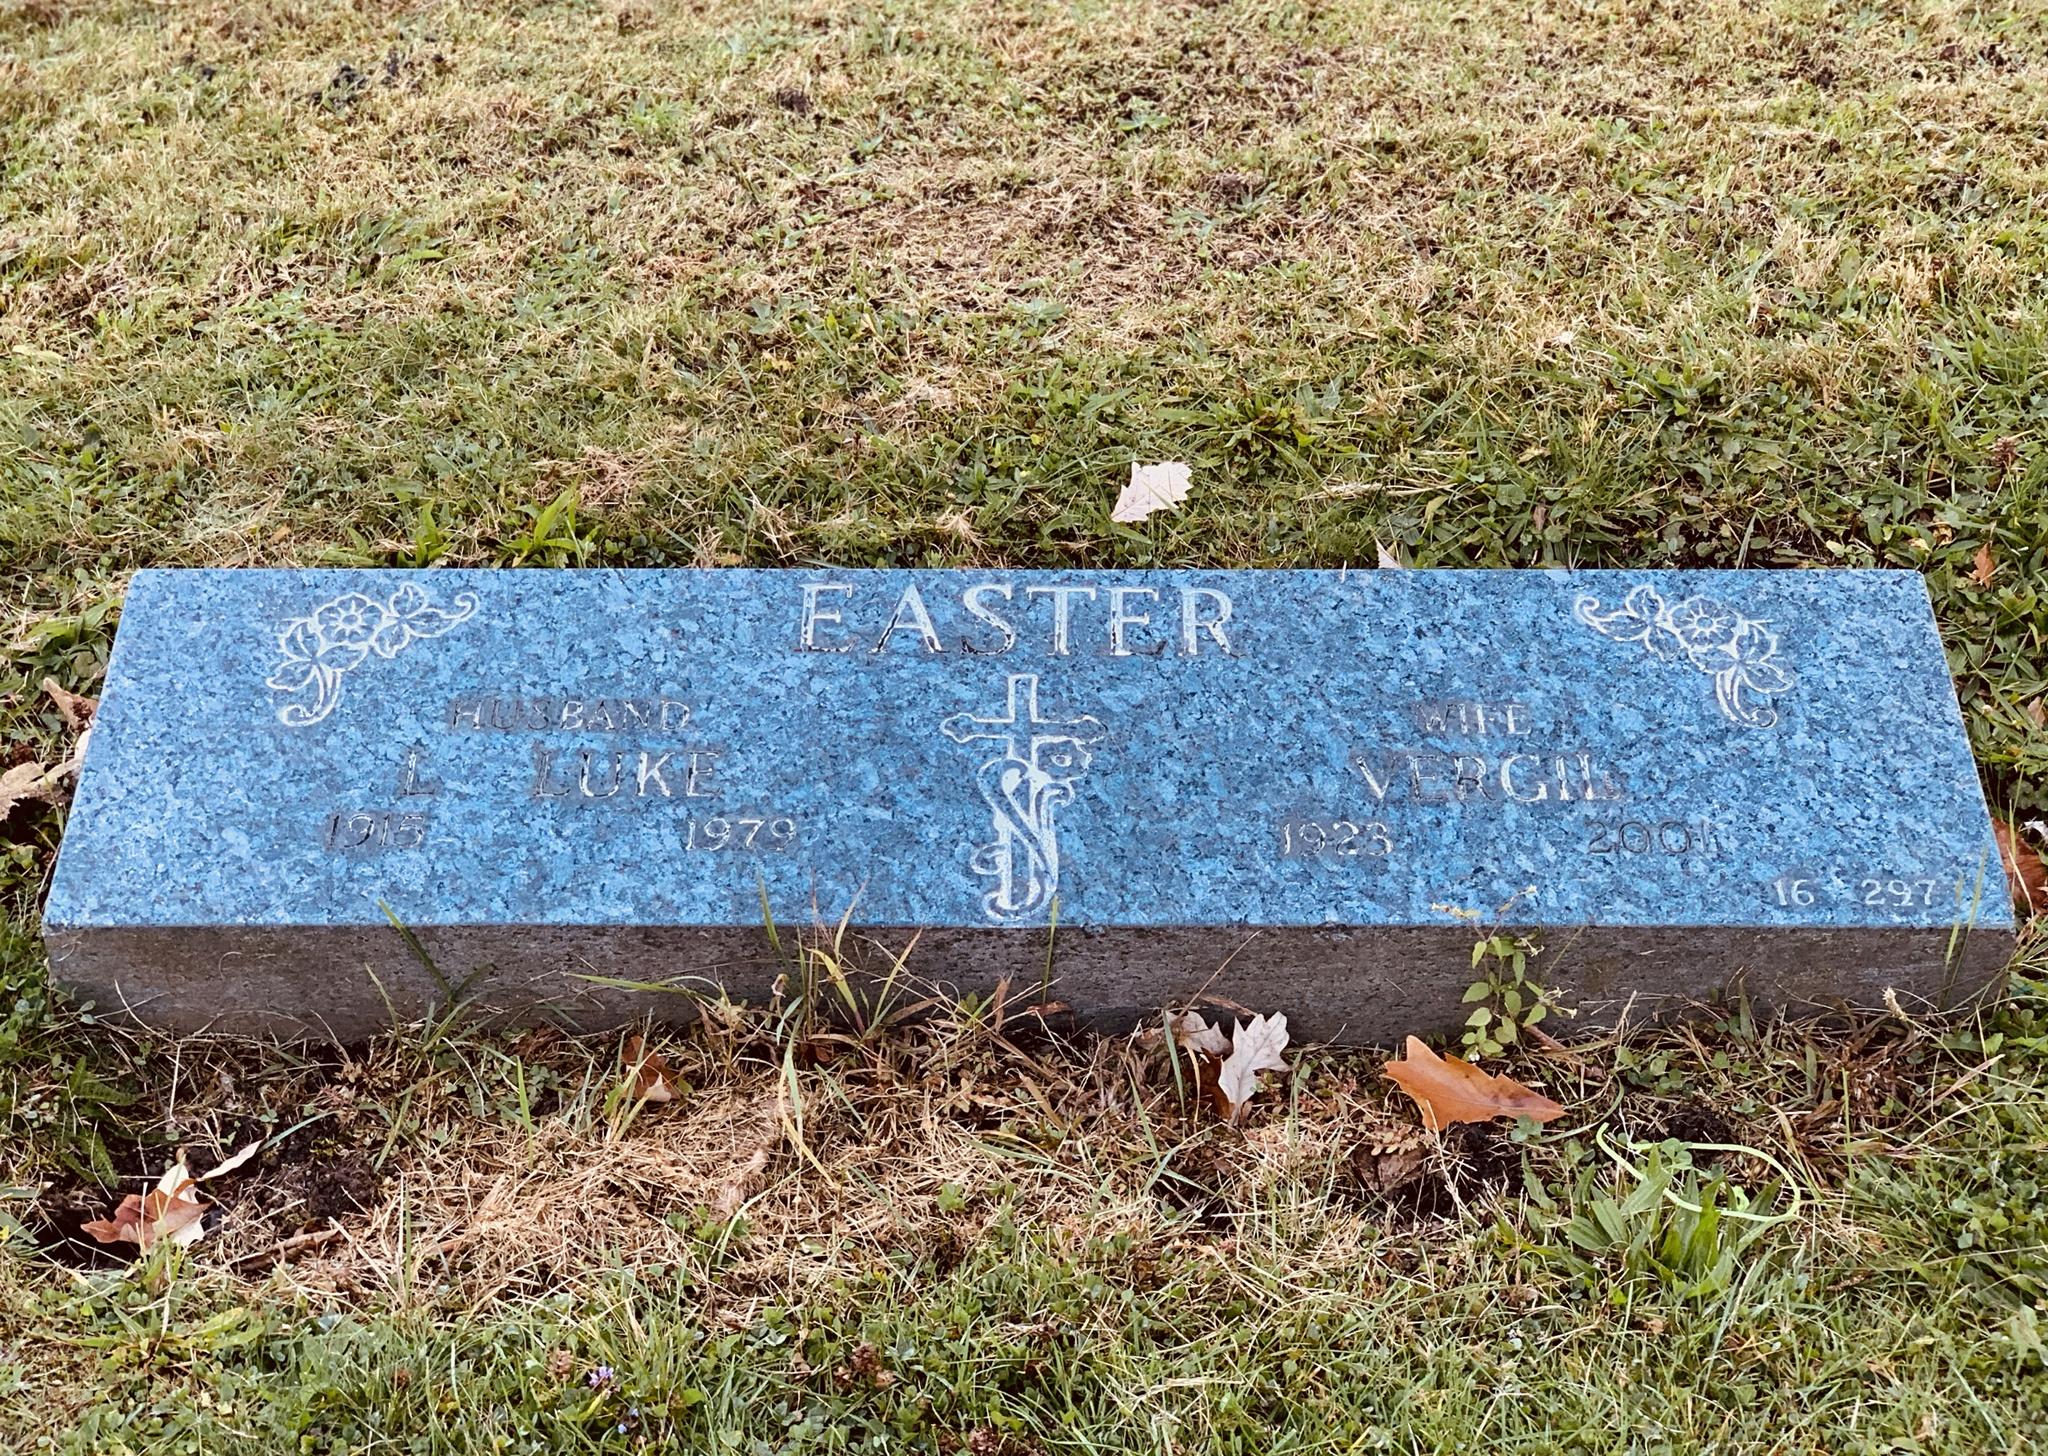 EASTER
HUSBAND
L LUKE
1915 1979
WIFE
VERGIL
1923 2001
16 297